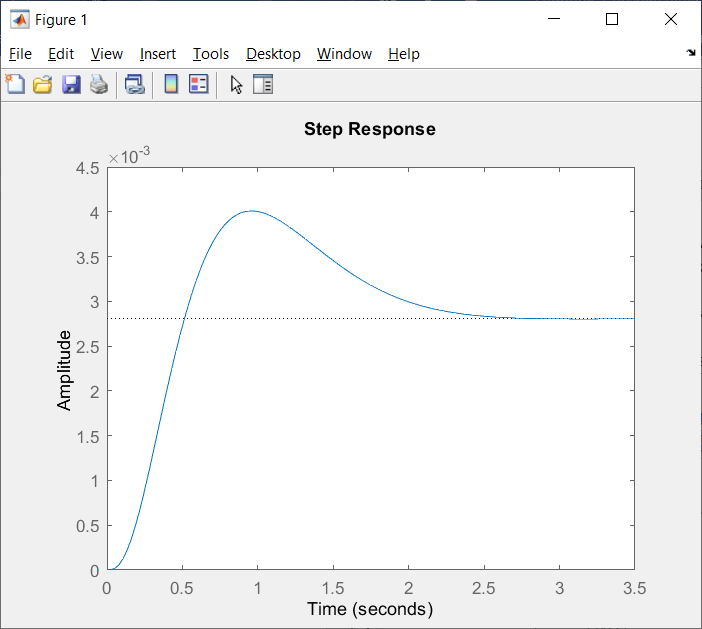 Figure 1
File Edit View Insert Tools Desktop Window Help
Step Response
×10-3
4.5
4
3.5
3
2.5
2
1.5
1
0.5
0
Amplitude
0 0.5 1 1.5 2 2.5 3 3.5
Time (seconds)